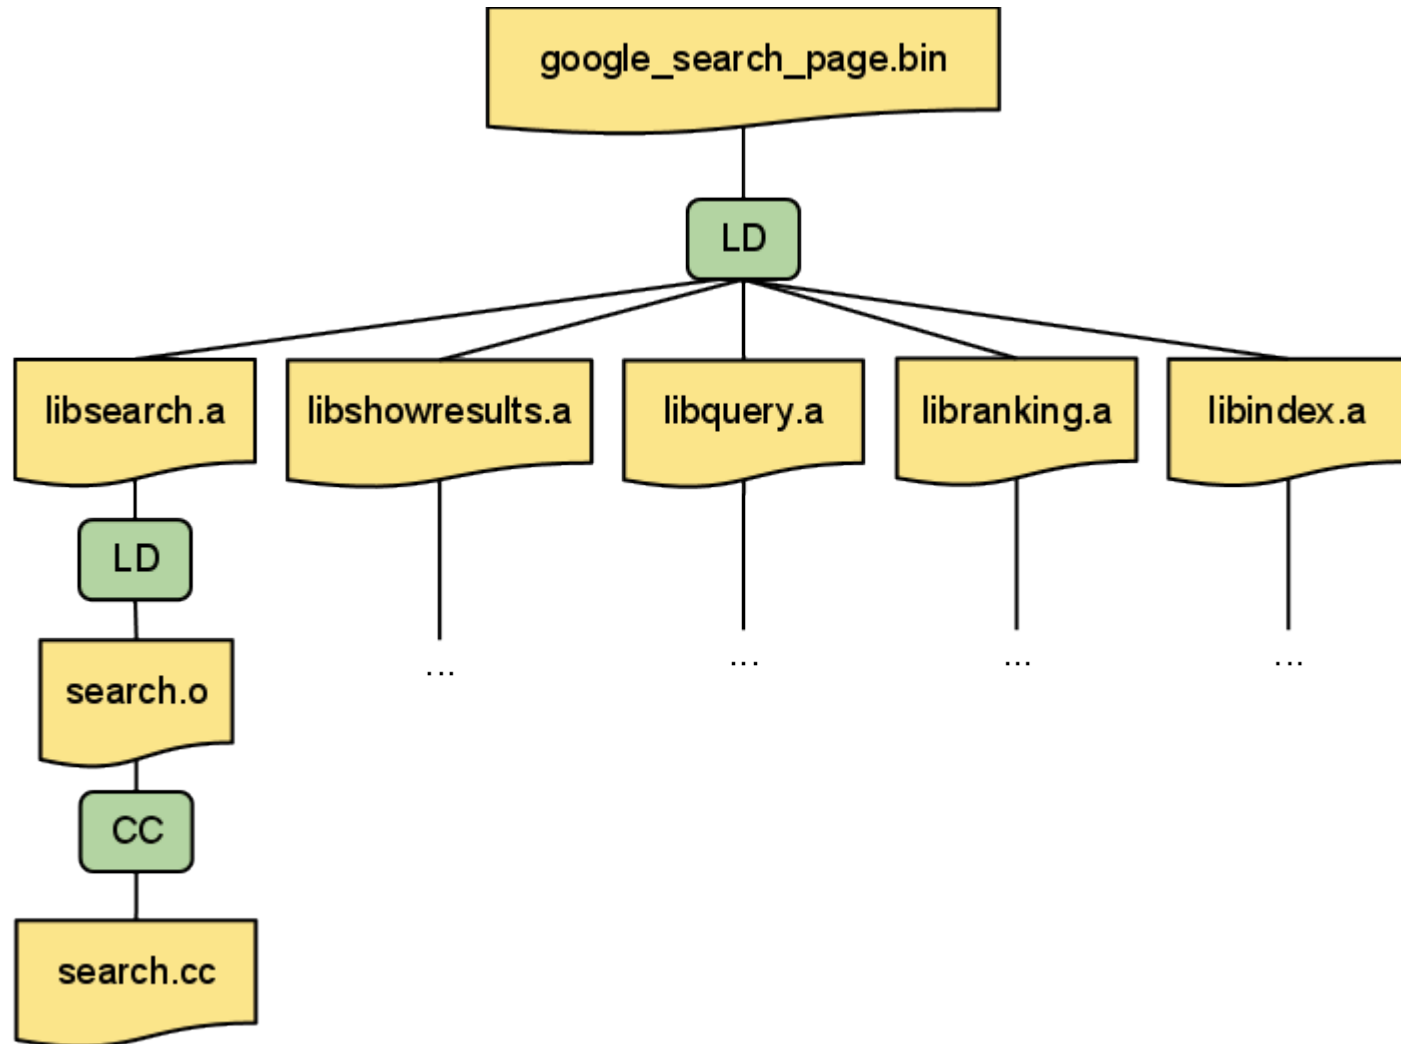 google_search_page.bin
LD
libsearch.a
libshowresults.a
libquery.a
libranking.a
libindex.a
LD
search.o
...
...
...
...
CC
search.cc